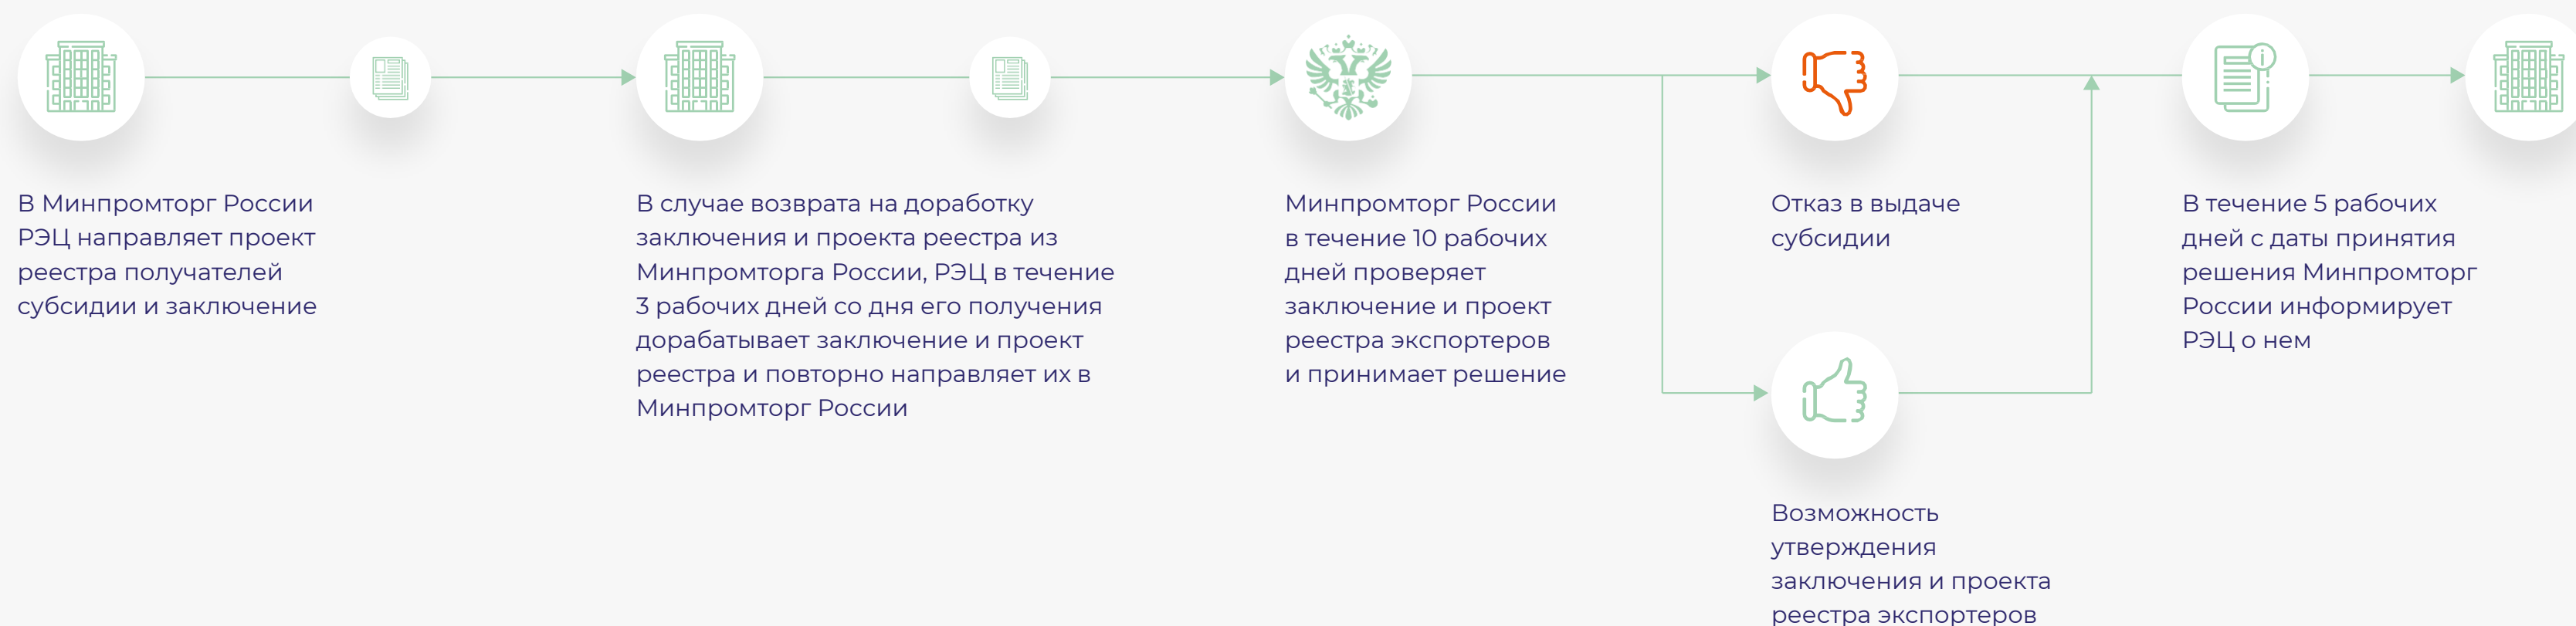 В Минпромторг России
РЭЦ направляет проект
реестра получателей
субсидии и заключение
В случае возврата на доработку
заключения и проекта реестра из
Минпромторга России, РЭЦ в течение
3 рабочих дней со дня его получения
дорабатывает заключение и проект
реестра и повторно направляет их в
Минпромторг России
Минпромторг России
в течение 10 рабочих
дней проверяет
заключение и проект
реестра экспортеров
и принимает решение
Отказ в выдаче
субсидии
Возможность
утверждения
заключения и проекта
реестра экспортеров
В течение 5 рабочих
дней с даты принятия
решения Минпромторг
России информирует
РЭЦ о нем